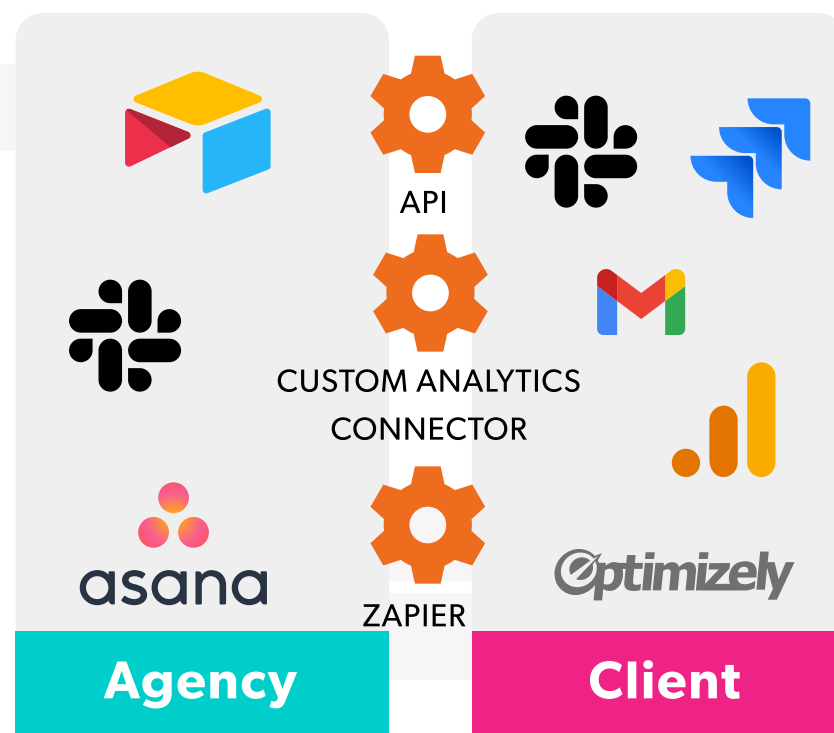 API
CUSTOM ANALYTICS
CONNECTOR
asana
Optimizely
ZAPIER
Agency
Client